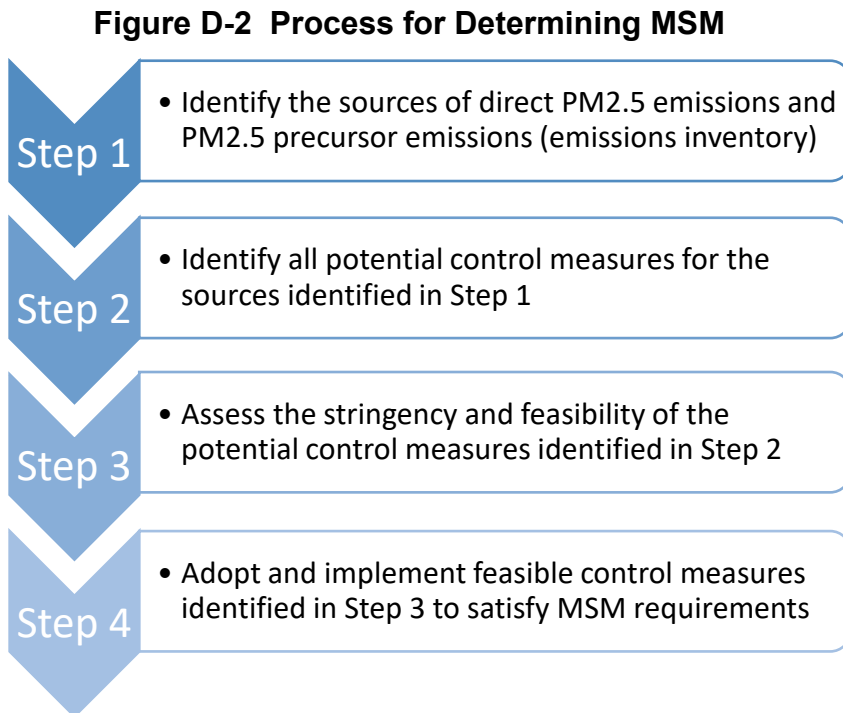 Figure D-2  Process for Determining MSM
Step 1
• Identify the sources of direct PM2.5 emissions and
PM2.5 precursor emissions (emissions inventory)
Step 2
• Identify all potential control measures for the
sources identified in Step 1
Step 3
• Assess the stringency and feasibility of the
potential control measures identified in Step 2
Step 4
• Adopt and implement feasible control measures
identified in Step 3 to satisfy MSM requirements